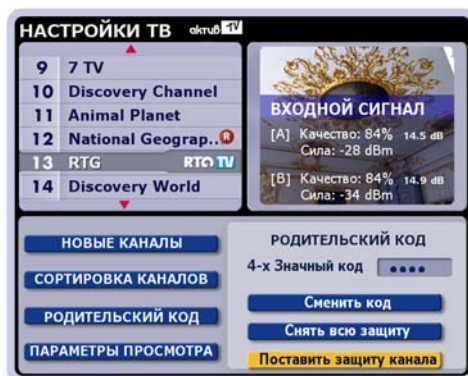 НАСТРОЙКИ ТВ актив TV
9 7 TV
10 Discovery Channel
11 Animal Planet
12 National Geograp..R
13 RTG RTG TV
14 Discovery World
ВХОДНОЙ СИГНАЛ
[A] Качество: 84% 14.5 dB
Сила: -28 dBm
[B] Качество: 84% 14.9 dB
Сила: -34 dBm
НОВЫЕ КАНАЛЫ
СОРТИРОВКА КАНАЛОВ
РОДИТЕЛЬСКИЙ КОД
ПАРАМЕТРЫ ПРОСМОТРА
РОДИТЕЛЬСКИЙ КОД
4-х Значный код ••••
Сменить код
Снять всю защиту
Поставить защиту канала